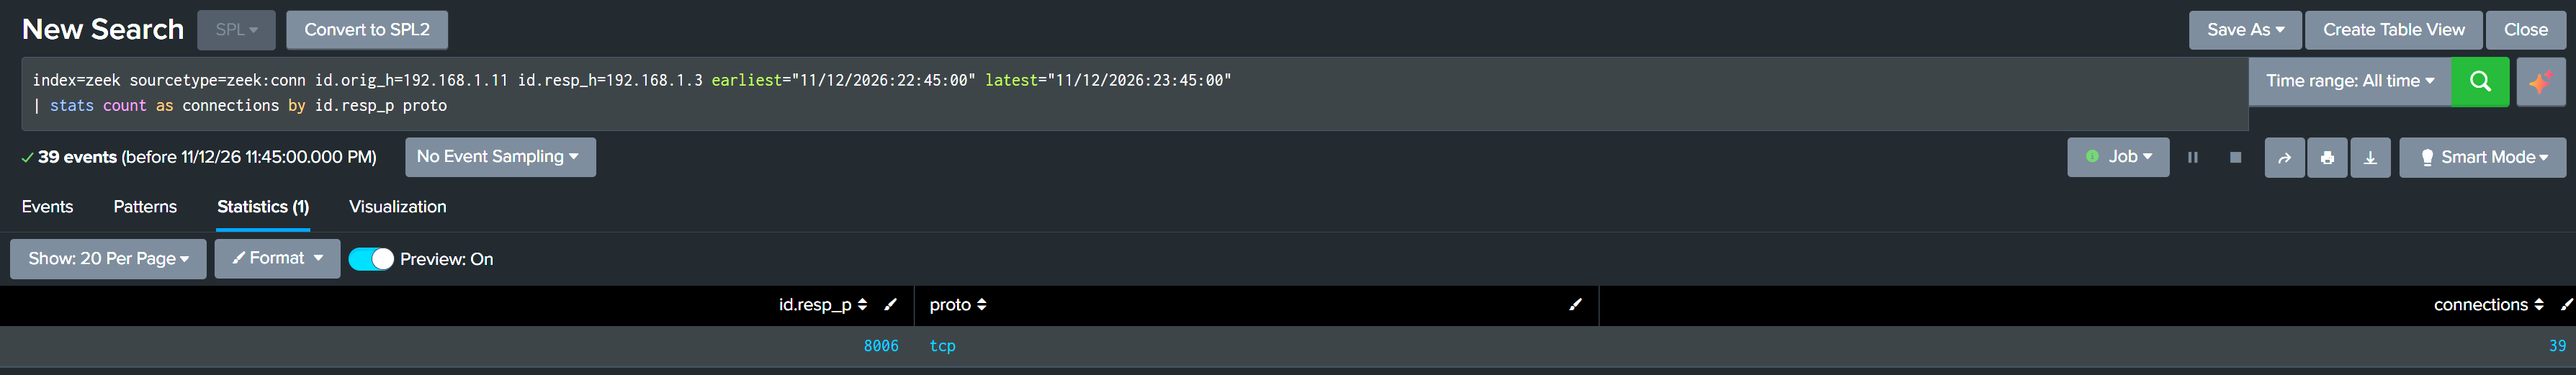 New Search SPL Convert to SPL2 Save As Create Table View Close
index=zeek sourcetype=zeek:conn id.orig_h=192.168.1.11 id.resp_h=192.168.1.3 earliest="11/12/2026:22:45:00" latest="11/12/2026:23:45:00" Time range: All time
| stats count as connections by id.resp_p proto
39 events (before 11/12/26 11:45:00.000 PM) No Event Sampling Job Smart Mode
Events Patterns Statistics (1) Visualization
Show: 20 Per Page Format Preview: On
id.resp_p proto connections
8006 tcp 39